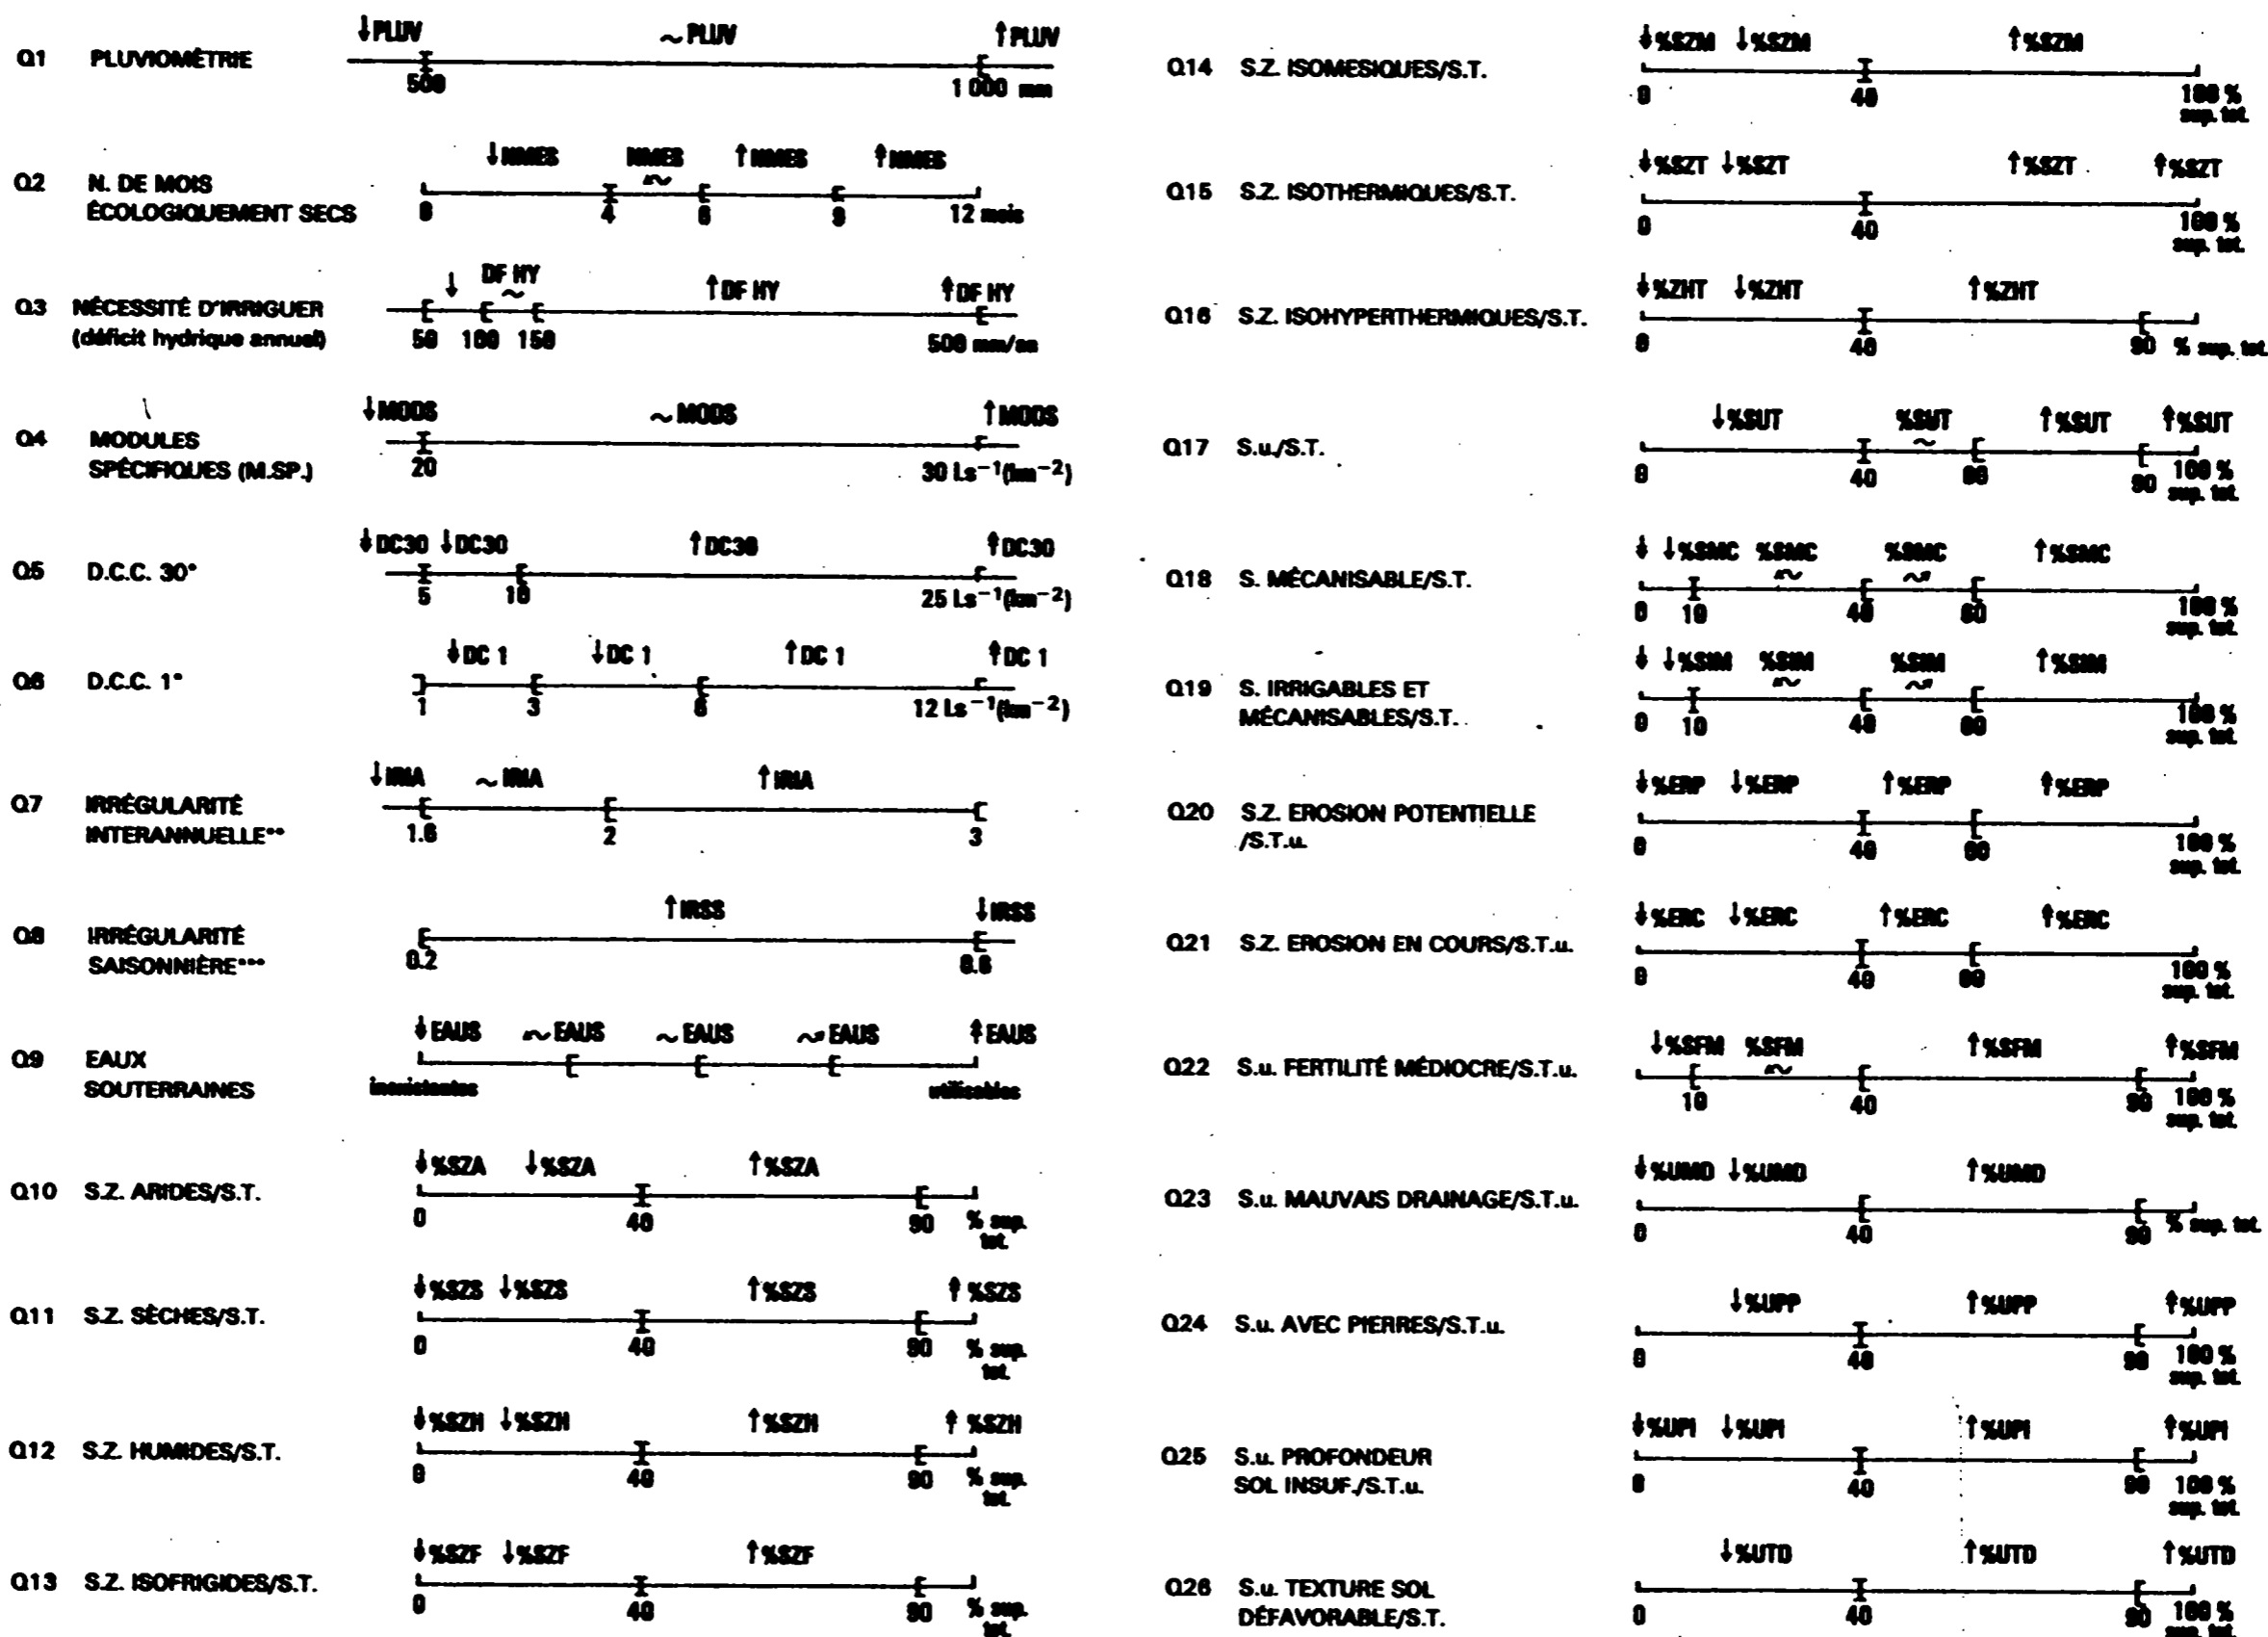 ↓PLUV ~PLUV ↑PLUV
Q1 PLUVIOMÉTRIE
500 1 000 mm
↓NMES NMES ↑NMES ⇞NMES
Q2 N. DE MOIS
ÉCOLOGIQUEMENT SECS
0 4 6 9 12 mois
↓ DF HY ↑DF HY ⇞DF HY
Q3 NÉCESSITÉ D'IRRIGUER
(déficit hydrique annuel)
50 100 150 500 mm/an
↓MODS ~MODS ↑MODS
Q4 MODULES
SPÉCIFIQUES (M.SP.)
20 30 Ls⁻¹(km⁻²)
⇟DC30 ↓DC30 ↑DC30 ⇞DC30
Q5 D.C.C. 30*
5 10 25 Ls⁻¹(km⁻²)
⇟DC 1 ↓DC 1 ↑DC 1 ⇞DC 1
Q6 D.C.C. 1*
1 3 6 12 Ls⁻¹(km⁻²)
↓IRIA ~IRIA ↑IRIA
Q7 IRRÉGULARITÉ
INTERANNUELLE**
1.6 2 3
↑IRSS ↓IRSS
Q8 IRRÉGULARITÉ
SAISONNIÈRE***
0.2 0.6
⇟EAUS ~EAUS ~EAUS ~EAUS ⇞EAUS
Q9 EAUX
SOUTERRAINES
inexistantes utilisables
⇟%SZA ↓%SZA ↑%SZA
Q10 S.Z. ARIDES/S.T.
0 40 90 % sup.
tot.
⇟%SZS ↓%SZS ↑%SZS ⇞%SZS
Q11 S.Z. SÈCHES/S.T.
0 40 90 % sup.
tot.
⇟%SZH ↓%SZH ↑%SZH ⇞%SZH
Q12 S.Z. HUMIDES/S.T.
0 40 90 % sup.
tot.
⇟%SZF ↓%SZF ↑%SZF
Q13 S.Z. ISOFRIGIDES/S.T.
0 40 90 % sup.
tot.
⇟%SZM ↓%SZM ↑%SZM
Q14 S.Z. ISOMESIQUES/S.T.
0 40 100 %
sup. tot.
⇟%SZT ↓%SZT ↑%SZT ⇞%SZT
Q15 S.Z. ISOTHERMIQUES/S.T.
0 40 100 %
sup. tot.
⇟%ZHT ↓%ZHT ↑%ZHT
Q16 S.Z. ISOHYPERTHERMIQUES/S.T.
0 40 90 % sup. tot.
↓%SUT %SUT ↑%SUT ⇞%SUT
Q17 S.u./S.T.
0 40 60 90 100 %
sup. tot.
⇟ ↓%SMC %SMC %SMC ↑%SMC
Q18 S. MÉCANISABLE/S.T.
0 10 40 60 100 %
sup. tot.
⇟ ↓%SIM %SIM %SIM ↑%SIM
Q19 S. IRRIGABLES ET
MÉCANISABLES/S.T.
0 10 40 60 100 %
sup. tot.
⇟%ERP ↓%ERP ↑%ERP ⇞%ERP
Q20 S.Z. EROSION POTENTIELLE
/S.T.u.
0 40 60 100 %
sup. tot.
⇟%ERC ↓%ERC ↑%ERC ⇞%ERC
Q21 S.Z. EROSION EN COURS/S.T.u.
0 40 60 100 %
sup. tot.
↓%SFM %SFM ↑%SFM ⇞%SFM
Q22 S.u. FERTILITÉ MÉDIOCRE/S.T.u.
10 40 90 100 %
sup. tot.
⇟%UMD ↓%UMD ↑%UMD
Q23 S.u. MAUVAIS DRAINAGE/S.T.u.
0 40 90 % sup. tot.
↓%UPP ↑%UPP ⇞%UPP
Q24 S.u. AVEC PIERRES/S.T.u.
0 40 90 100 %
sup. tot.
⇟%UPI ↓%UPI ↑%UPI ⇞%UPI
Q25 S.u. PROFONDEUR
SOL INSUF./S.T.u.
0 40 90 100 %
sup. tot.
↓%UTD ↑%UTD ⇞%UTD
Q26 S.u. TEXTURE SOL
DÉFAVORABLE/S.T.
0 40 90 100 %
sup. tot.